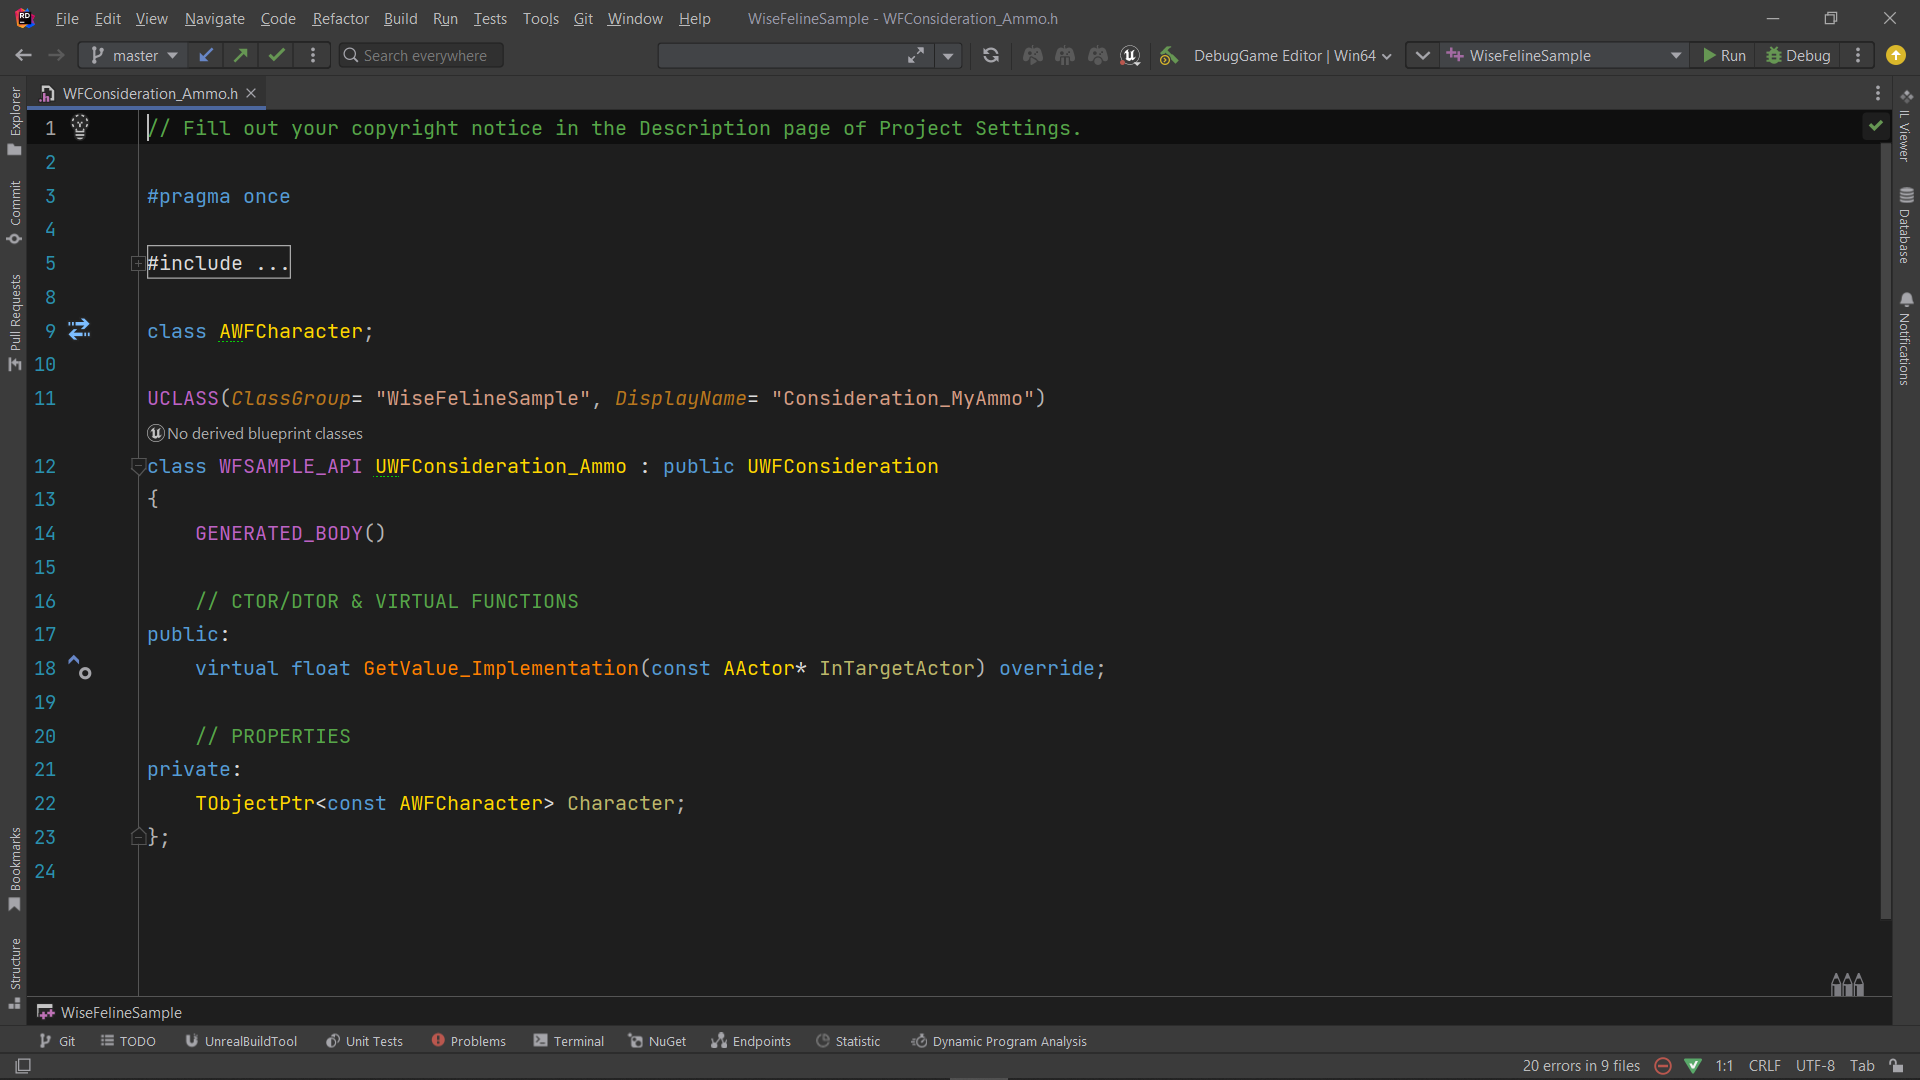 File Edit View Navigate Code Refactor Build Run Tests Tools Git Window Help WiseFelineSample - WFConsideration_Ammo.h
master Search everywhere DebugGame Editor | Win64 WiseFelineSample Run Debug
WFConsideration_Ammo.h
Explorer
Commit
Pull Requests
Bookmarks
Structure
1 // Fill out your copyright notice in the Description page of Project Settings.
2
3 #pragma once
4
5 #include ...
8
9 class AWFCharacter;
10
11 UCLASS(ClassGroup= "WiseFelineSample", DisplayName= "Consideration_MyAmmo")
No derived blueprint classes
12 class WFSAMPLE_API UWFConsideration_Ammo : public UWFConsideration
13 {
14 GENERATED_BODY()
15
16 // CTOR/DTOR & VIRTUAL FUNCTIONS
17 public:
18 virtual float GetValue_Implementation(const AActor* InTargetActor) override;
19
20 // PROPERTIES
21 private:
22 TObjectPtr<const AWFCharacter> Character;
23 };
24
IL Viewer
Database
Notifications
WiseFelineSample
Git TODO UnrealBuildTool Unit Tests Problems Terminal NuGet Endpoints Statistic Dynamic Program Analysis
20 errors in 9 files 1:1 CRLF UTF-8 Tab